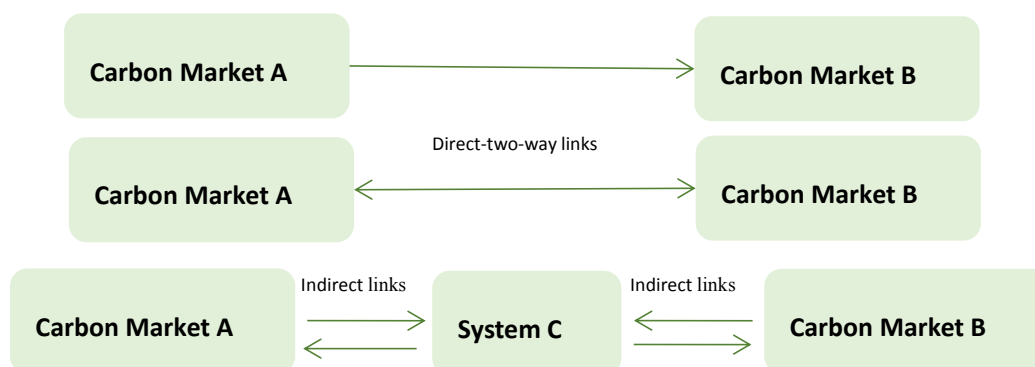 Carbon Market A
Carbon Market B
Direct-two-way links
Carbon Market A
Carbon Market B
Indirect links
Indirect links
Carbon Market A
System C
Carbon Market B